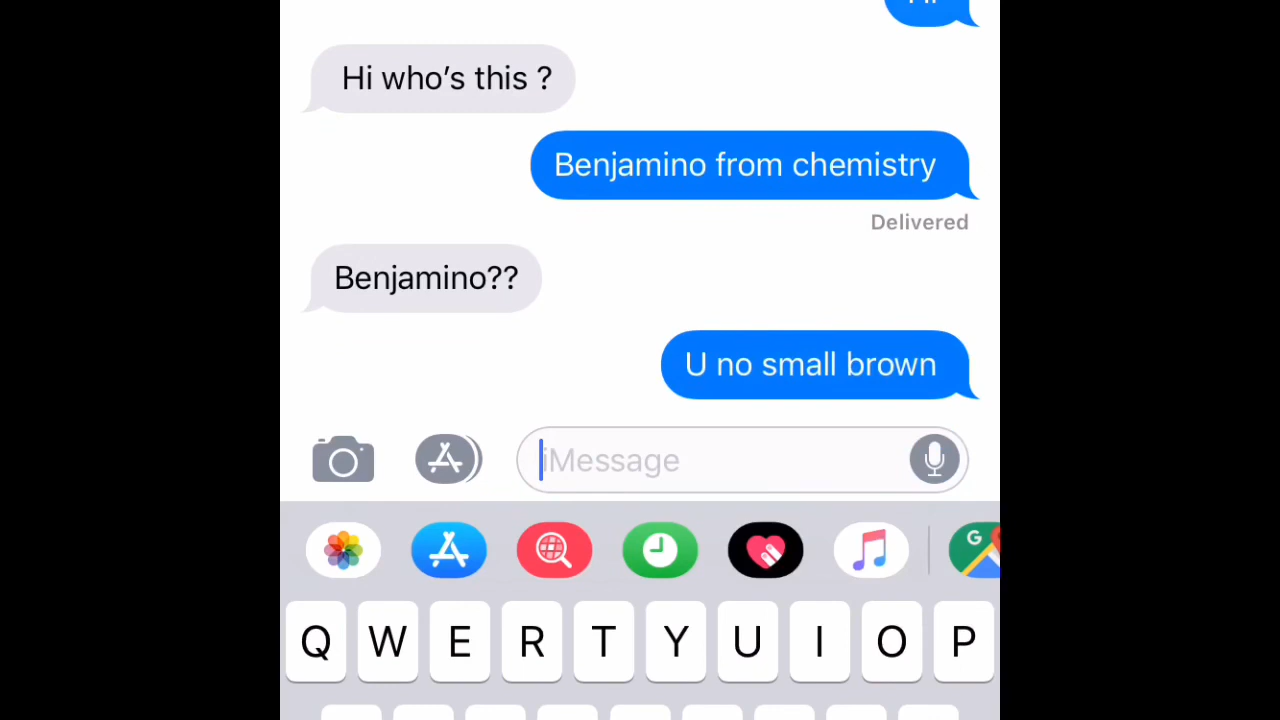 Hi who's this ?
Benjamino from chemistry
Delivered
Benjamino??
U no small brown
iMessage
G
Q W E R T Y U I O P